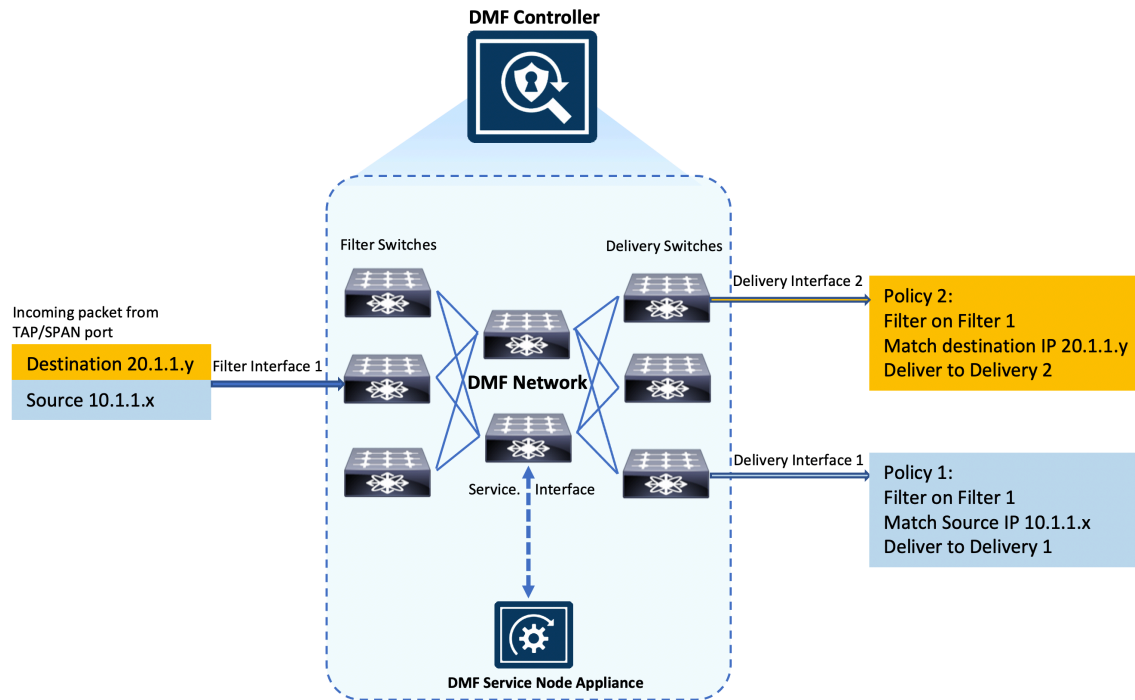 DMF Controller
Filter Switches
Delivery Switches
Delivery Interface 2
Policy 2:
Filter on Filter 1
Match destination IP 20.1.1.y
Deliver to Delivery 2
Incoming packet from
TAP/SPAN port
Destination 20.1.1.y
Source 10.1.1.x
Filter Interface 1
DMF Network
Delivery Interface 1
Policy 1:
Filter on Filter 1
Match Source IP 10.1.1.x
Deliver to Delivery 1
Service. Interface
DMF Service Node Appliance